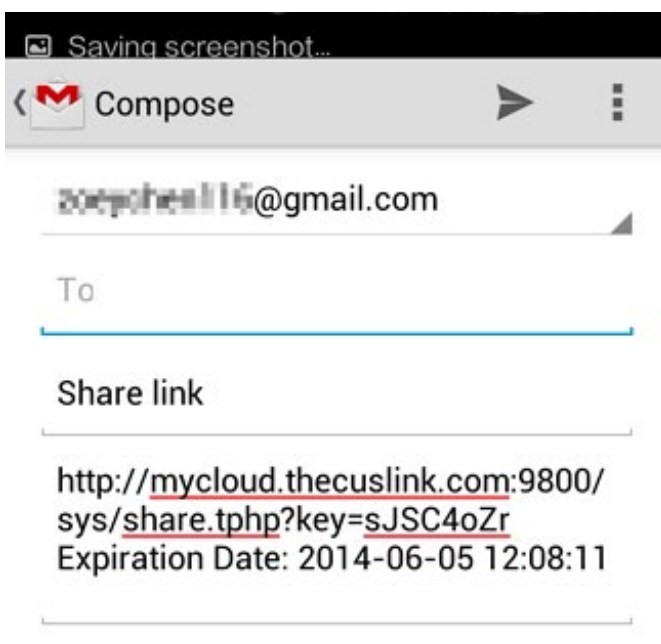 Saving screenshot...
Compose
@gmail.com
To
Share link
http://mycloud.thecuslink.com:9800/
sys/share.tphp?key=sJSC4oZr
Expiration Date: 2014-06-05 12:08:11